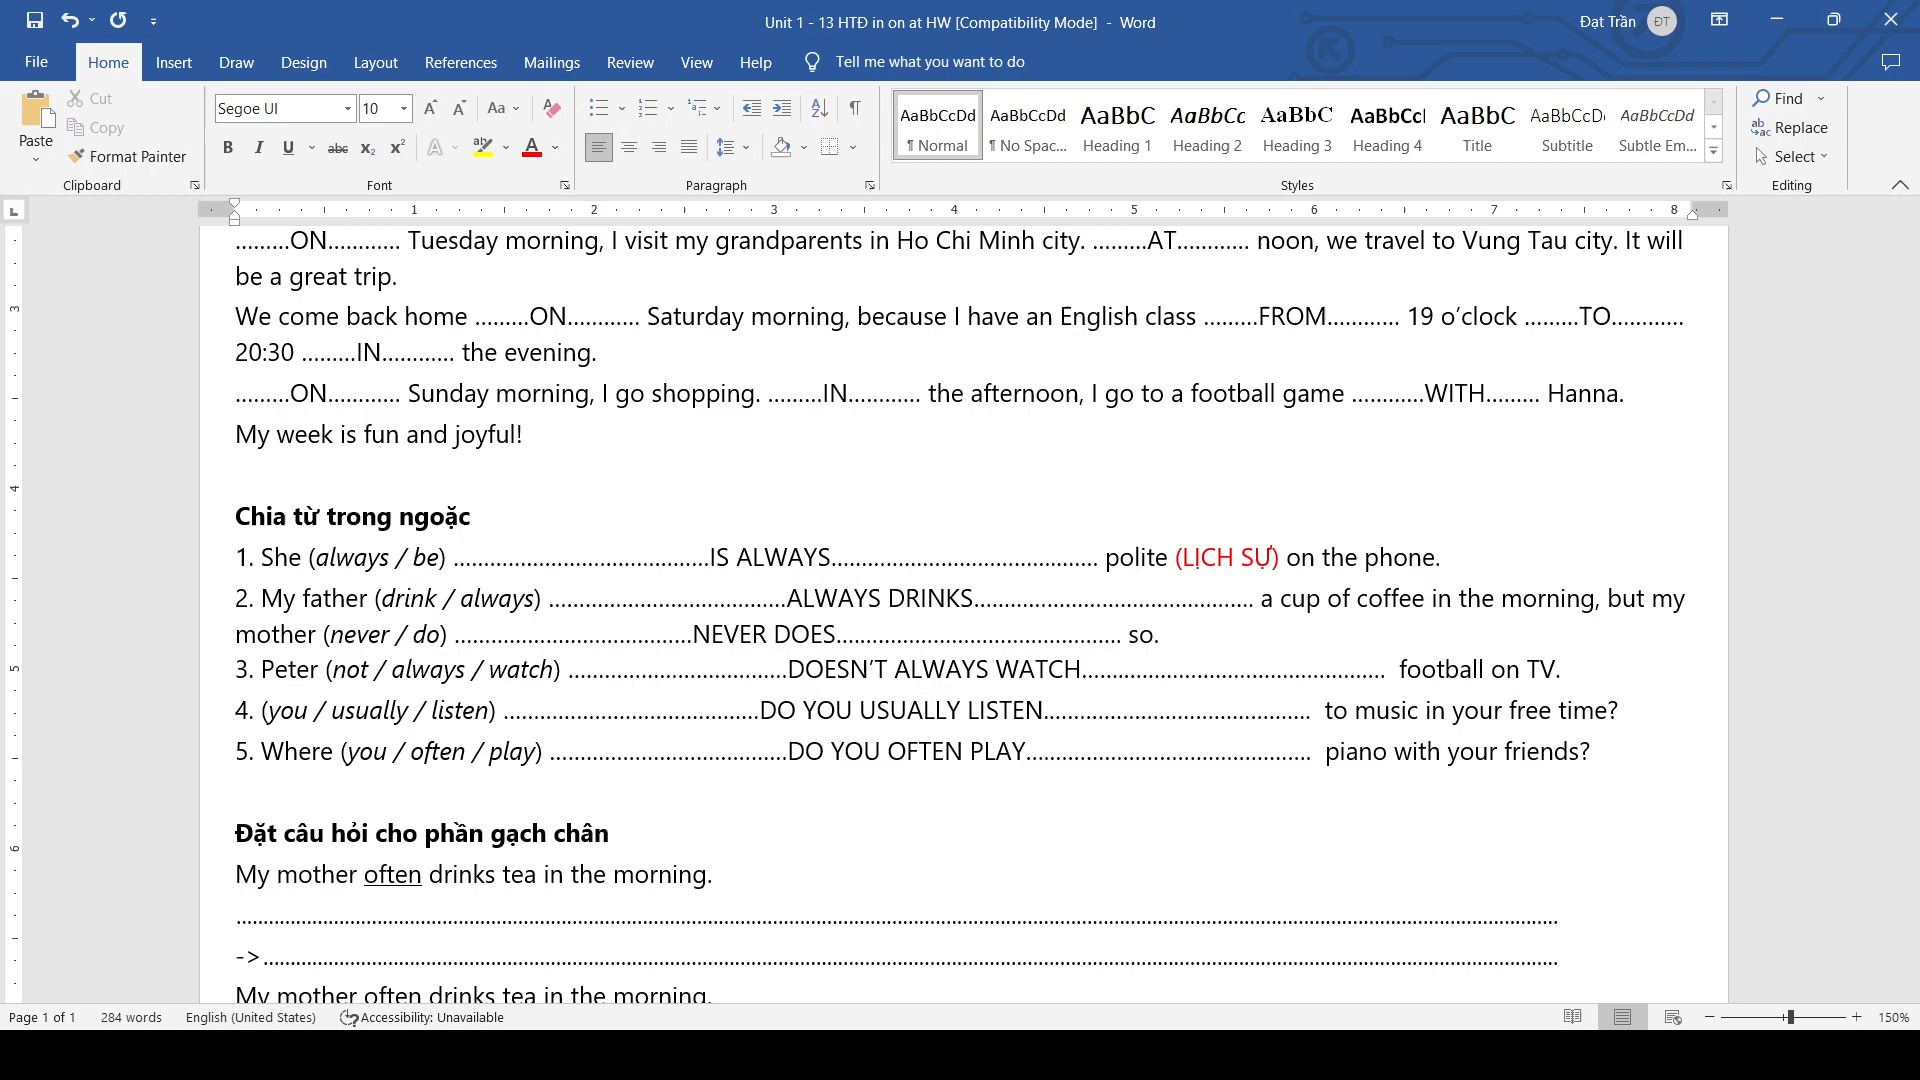 Unit 1 - 13 HTĐ in on at HW [Compatibility Mode] - Word
Đạt Trần ĐT
File Home Insert Draw Design Layout References Mailings Review View Help Tell me what you want to do
Paste
Cut
Copy
Format Painter
Clipboard
Segoe UI 10
Font
Paragraph
AaBbCcDd AaBbCcDd AaBbC AaBbCc AaBbC AaBbCcl AaBbC AaBbCcD AaBbCcDd
¶ Normal ¶ No Spac... Heading 1 Heading 2 Heading 3 Heading 4 Title Subtitle Subtle Em...
Styles
Find
Replace
Select
Editing
1 2 3 4 5 6 7 8
.........ON............ Tuesday morning, I visit my grandparents in Ho Chi Minh city. .........AT............ noon, we travel to Vung Tau city. It will
be a great trip.
We come back home .........ON............ Saturday morning, because I have an English class .........FROM............ 19 o’clock .........TO............
20:30 .........IN............ the evening.
.........ON............ Sunday morning, I go shopping. .........IN............ the afternoon, I go to a football game ............WITH......... Hanna.
My week is fun and joyful!
Chia từ trong ngoặc
1. She (always / be) ..........................................IS ALWAYS............................................ polite (LỊCH SỰ) on the phone.
2. My father (drink / always) .......................................ALWAYS DRINKS.............................................. a cup of coffee in the morning, but my
mother (never / do) .......................................NEVER DOES............................................... so.
3. Peter (not / always / watch) ....................................DOESN’T ALWAYS WATCH.................................................. football on TV.
4. (you / usually / listen) ..........................................DO YOU USUALLY LISTEN............................................ to music in your free time?
5. Where (you / often / play) .......................................DO YOU OFTEN PLAY............................................... piano with your friends?
Đặt câu hỏi cho phần gạch chân
My mother often drinks tea in the morning.
..........................................................................................................................................................................
->......................................................................................................................................................................
My mother often drinks tea in the morning.
Page 1 of 1 284 words English (United States) Accessibility: Unavailable 150%